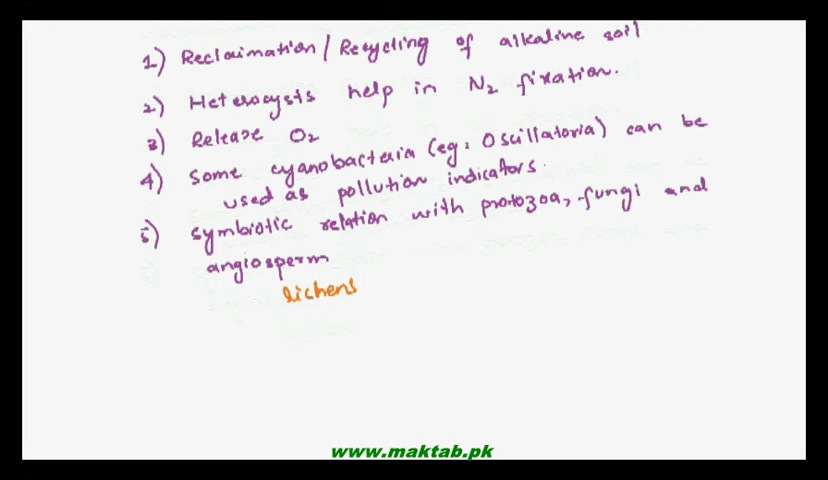 1) Reclaimation / Recycling of alkaline soil
2) Heterocysts help in N₂ fixation.
3) Release O₂
4) Some cyanobacteria (eg: Oscillatoria) can be
used as pollution indicators.
5) Symbiotic relation with protozoa, fungi and
angiosperm
lichens
www.maktab.pk